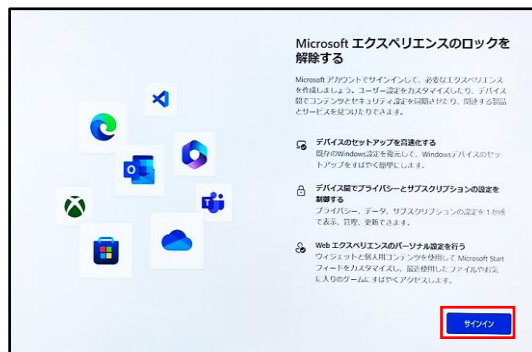 Microsoft エクスペリエンスのロックを
解除する
Microsoft アカウントでサインインして、必要なエクスペリエンス
を作成しましょう。ユーザー設定をカスタマイズしたり、デバイス
間でコンテンツとセキュリティ設定を同期させたり、関連する製品
とサービスを見つけたりできます。
デバイスのセットアップを高速化する
既存のWindows設定を復元して、Windowsデバイスのセッ
トアップをすばやく簡単にします。
デバイス間でプライバシーとサブスクリプションの設定を
制御する
プライバシー、データ、サブスクリプションの設定を1か所
で表示、管理、更新できます。
Web エクスペリエンスのパーソナル設定を行う
ウィジェットと個人用コンテンツを使用して Microsoft Start
フィードをカスタマイズし、最近使用したファイルやお気
に入りのゲームにすばやくアクセスします。
サインイン